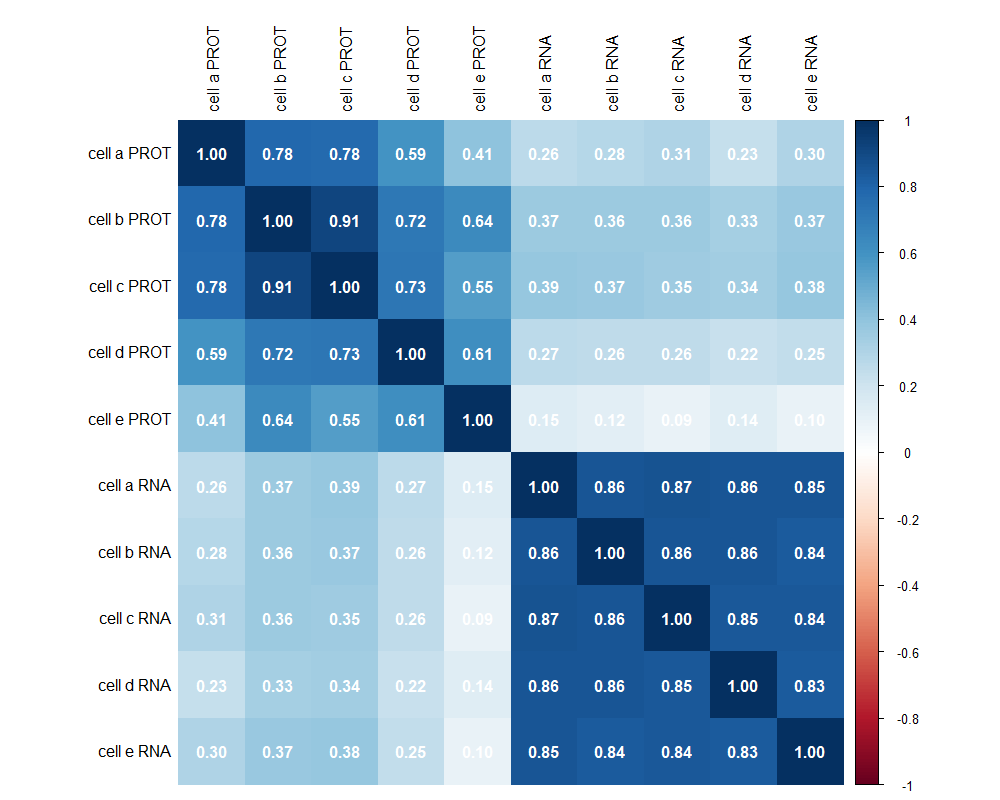 cell a PROT cell b PROT cell c PROT cell d PROT cell e PROT cell a RNA cell b RNA cell c RNA cell d RNA cell e RNA
cell a PROT 1.00 0.78 0.78 0.59 0.41 0.26 0.28 0.31 0.23 0.30
cell b PROT 0.78 1.00 0.91 0.72 0.64 0.37 0.36 0.36 0.33 0.37
cell c PROT 0.78 0.91 1.00 0.73 0.55 0.39 0.37 0.35 0.34 0.38
cell d PROT 0.59 0.72 0.73 1.00 0.61 0.27 0.26 0.26 0.22 0.25
cell e PROT 0.41 0.64 0.55 0.61 1.00 0.15 0.12 0.09 0.14 0.10
cell a RNA 0.26 0.37 0.39 0.27 0.15 1.00 0.86 0.87 0.86 0.85
cell b RNA 0.28 0.36 0.37 0.26 0.12 0.86 1.00 0.86 0.86 0.84
cell c RNA 0.31 0.36 0.35 0.26 0.09 0.87 0.86 1.00 0.85 0.84
cell d RNA 0.23 0.33 0.34 0.22 0.14 0.86 0.86 0.85 1.00 0.83
cell e RNA 0.30 0.37 0.38 0.25 0.10 0.85 0.84 0.84 0.83 1.00
1
0.8
0.6
0.4
0.2
0
-0.2
-0.4
-0.6
-0.8
-1